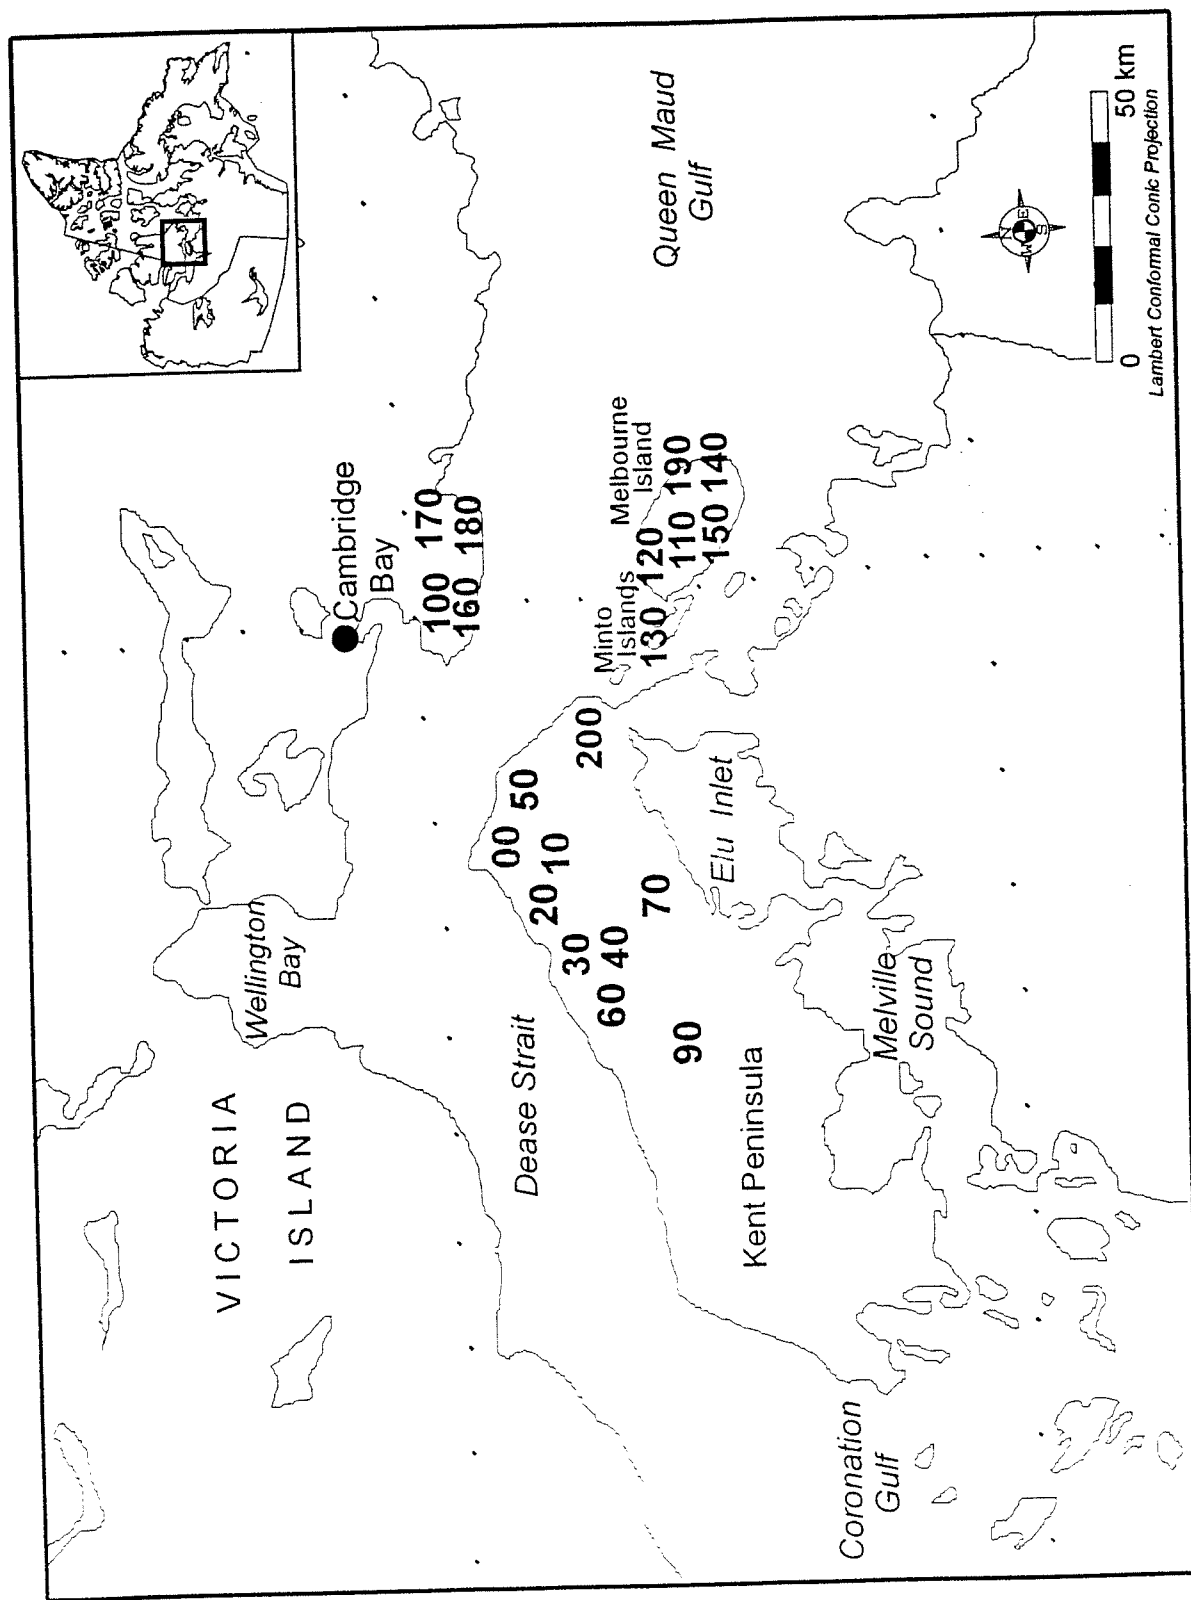 VICTORIA
ISLAND
Wellington
Bay
Cambridge
Bay
100 170
160 180
Queen Maud
Gulf
Dease Strait
00
50
20
10
30
40
60
200
70
90
Minto
Islands
Melbourne
Island
130 120
110 190
150 140
Elu Inlet
Kent Peninsula
Melville
Sound
Coronation
Gulf
N
E
S
W
0
50 km
Lambert Conformal Conic Projection